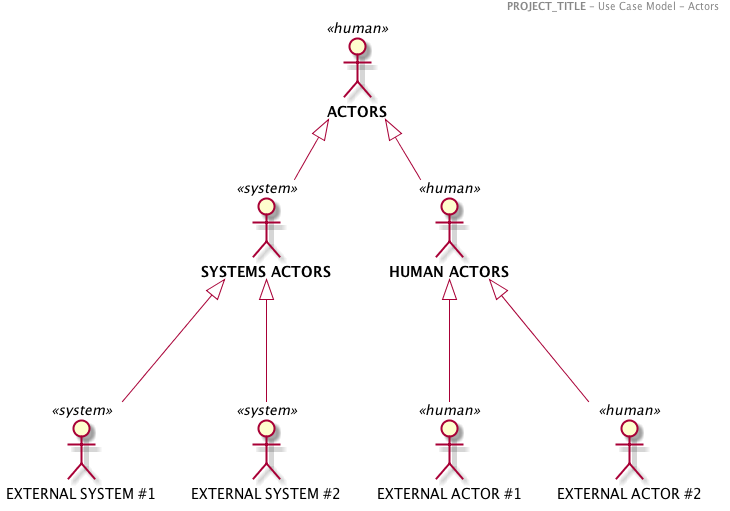 PROJECT_TITLE – Use Case Model – Actors
«human»
ACTORS
«system» «human»
SYSTEMS ACTORS HUMAN ACTORS
«system» «system» «human» «human»
EXTERNAL SYSTEM #1 EXTERNAL SYSTEM #2 EXTERNAL ACTOR #1 EXTERNAL ACTOR #2